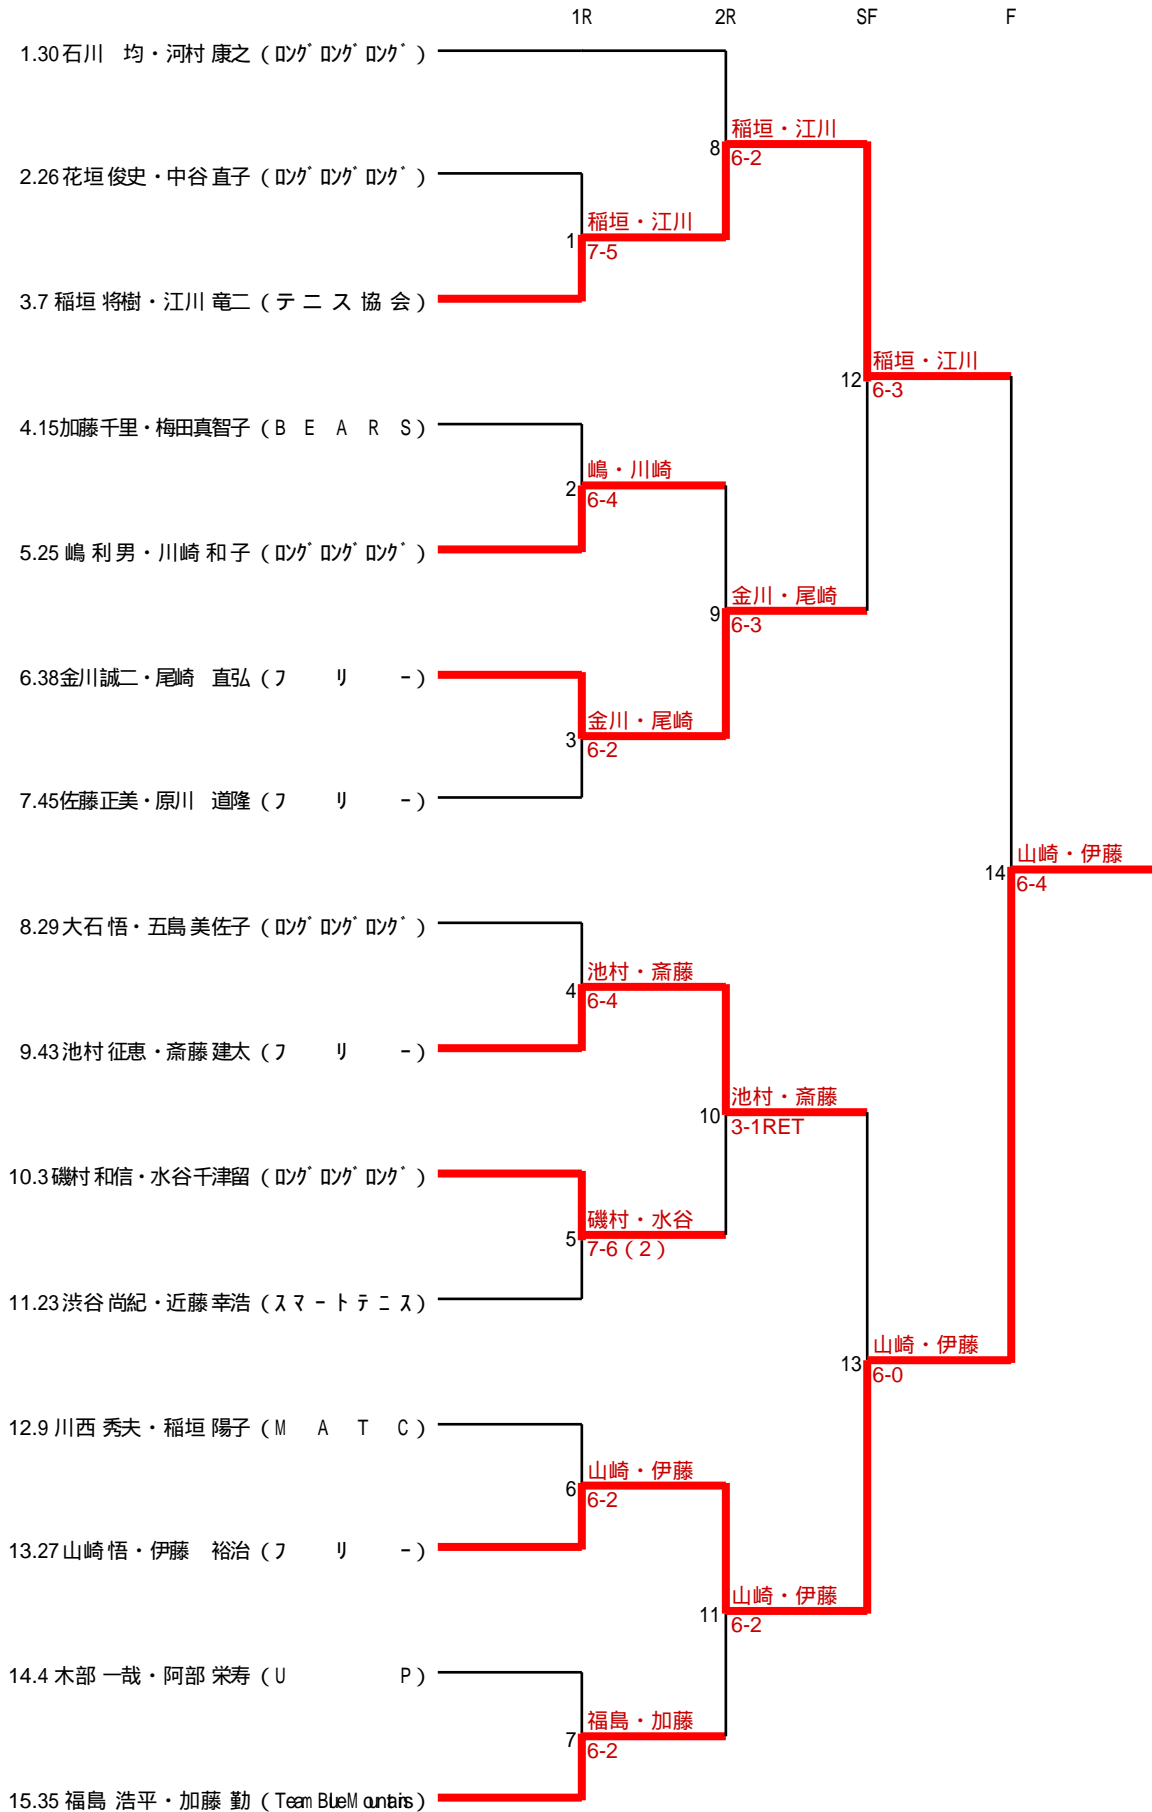 1R 2R SF F
1.30 石川　均・河村 康之 (ﾛﾝｸﾞﾛﾝｸﾞﾛﾝｸﾞ)
稲垣・江川
8
6-2
2.26 花垣 俊史・中谷 直子 (ﾛﾝｸﾞﾛﾝｸﾞﾛﾝｸﾞ)
稲垣・江川
1
7-5
3.7 稲垣 将樹・江川 竜二 (テ ニ ス 協 会)
稲垣・江川
12
6-3
4.15 加藤千里・梅田真智子 (B E A R S)
嶋・川崎
2
6-4
5.25 嶋 利男・川崎 和子 (ﾛﾝｸﾞﾛﾝｸﾞﾛﾝｸﾞ)
金川・尾崎
9
6-3
6.38 金川誠二・尾崎　直弘 (フ リ ー)
金川・尾崎
3
6-2
7.45 佐藤正美・原川　道隆 (フ リ ー)
山崎・伊藤
14
6-4
8.29 大石 悟・五島 美佐子 (ﾛﾝｸﾞﾛﾝｸﾞﾛﾝｸﾞ)
池村・斎藤
4
6-4
9.43 池村 征恵・斎藤 建太 (フ リ ー)
池村・斎藤
10
3-1RET
10.3 磯村 和信・水谷千津留 (ﾛﾝｸﾞﾛﾝｸﾞﾛﾝｸﾞ)
磯村・水谷
5
7-6 (2)
11.23 渋谷 尚紀・近藤 幸浩 (ス マ ー ト テ ニ ス)
山崎・伊藤
13
6-0
12.9 川西 秀夫・稲垣 陽子 (M A T C)
山崎・伊藤
6
6-2
13.27 山崎 悟・伊藤　裕治 (フ リ ー)
山崎・伊藤
11
6-2
14.4 木部 一哉・阿部 栄寿 (U P)
福島・加藤
7
6-2
15.35 福島 浩平・加藤 勤 (Team BlueMountains)